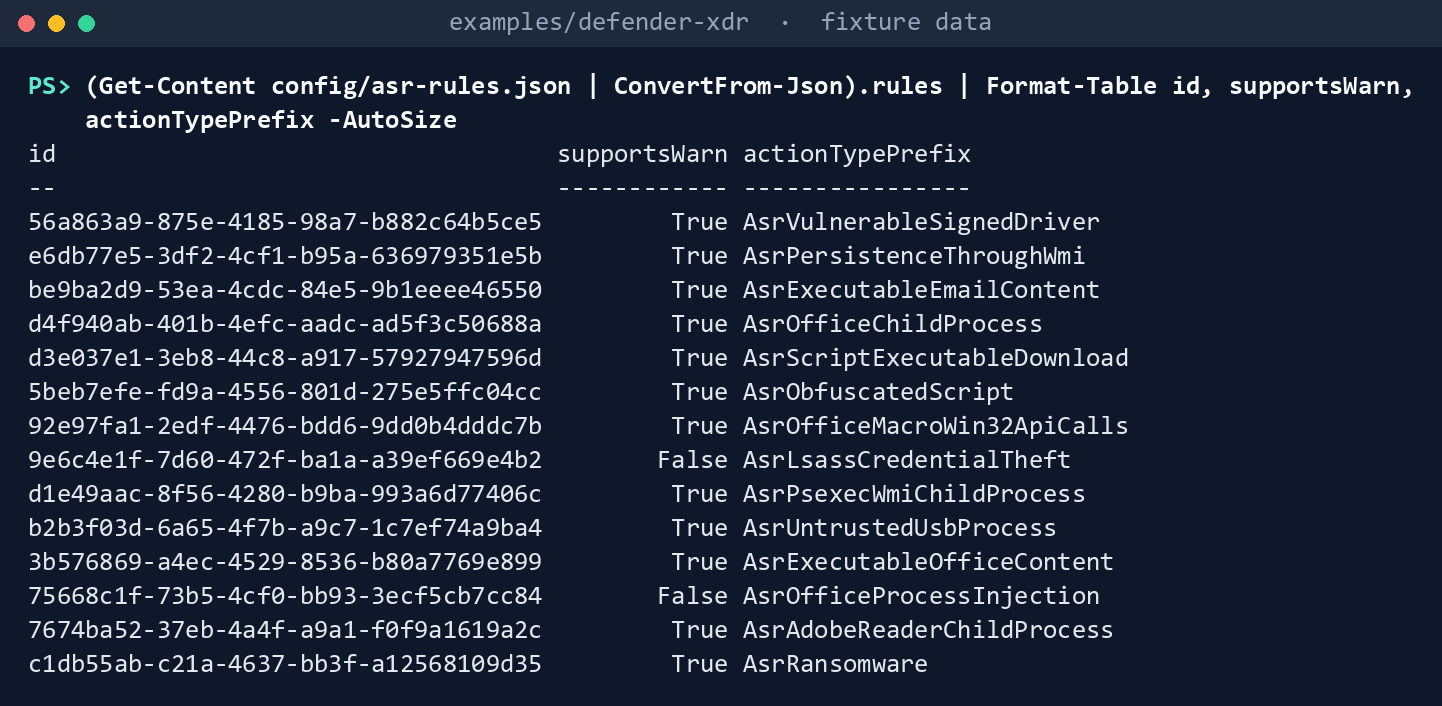 examples/defender-xdr · fixture data
PS> (Get-Content config/asr-rules.json | ConvertFrom-Json).rules | Format-Table id, supportsWarn,
actionTypePrefix -AutoSize
id supportsWarn actionTypePrefix
-- ------------ ----------------
56a863a9-875e-4185-98a7-b882c64b5ce5 True AsrVulnerableSignedDriver
e6db77e5-3df2-4cf1-b95a-636979351e5b True AsrPersistenceThroughWmi
be9ba2d9-53ea-4cdc-84e5-9b1eeee46550 True AsrExecutableEmailContent
d4f940ab-401b-4efc-aadc-ad5f3c50688a True AsrOfficeChildProcess
d3e037e1-3eb8-44c8-a917-57927947596d True AsrScriptExecutableDownload
5beb7efe-fd9a-4556-801d-275e5ffc04cc True AsrObfuscatedScript
92e97fa1-2edf-4476-bdd6-9dd0b4dddc7b True AsrOfficeMacroWin32ApiCalls
9e6c4e1f-7d60-472f-ba1a-a39ef669e4b2 False AsrLsassCredentialTheft
d1e49aac-8f56-4280-b9ba-993a6d77406c True AsrPsexecWmiChildProcess
b2b3f03d-6a65-4f7b-a9c7-1c7ef74a9ba4 True AsrUntrustedUsbProcess
3b576869-a4ec-4529-8536-b80a7769e899 True AsrExecutableOfficeContent
75668c1f-73b5-4cf0-bb93-3ecf5cb7cc84 False AsrOfficeProcessInjection
7674ba52-37eb-4a4f-a9a1-f0f9a1619a2c True AsrAdobeReaderChildProcess
c1db55ab-c21a-4637-bb3f-a12568109d35 True AsrRansomware